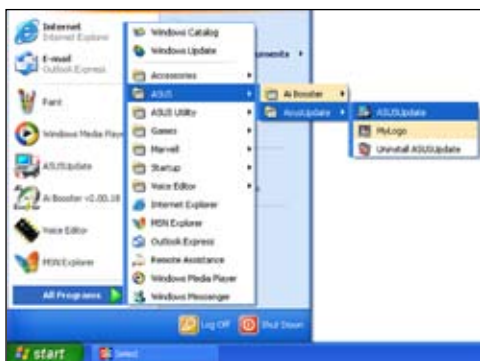 Internet
Internet Explorer
E-mail
Outlook Express
Paint
Windows Media Play
ASUSUpdate
Ai Booster v2.00.18
Voice Editor
MSN Explorer
All Programs
Windows Catalog
Windows Update
Accessories
ASUS
ASUS Utility
Games
Marvell
Startup
Voice Editor
Internet Explorer
MSN Explorer
Outlook Express
Remote Assistance
Windows Media Player
Windows Messenger
uments
Ai Booster
AsusUpdate
ASUSUpdate
MyLogo
Uninstall ASUSUpdate
Log Off
Shut Down
start